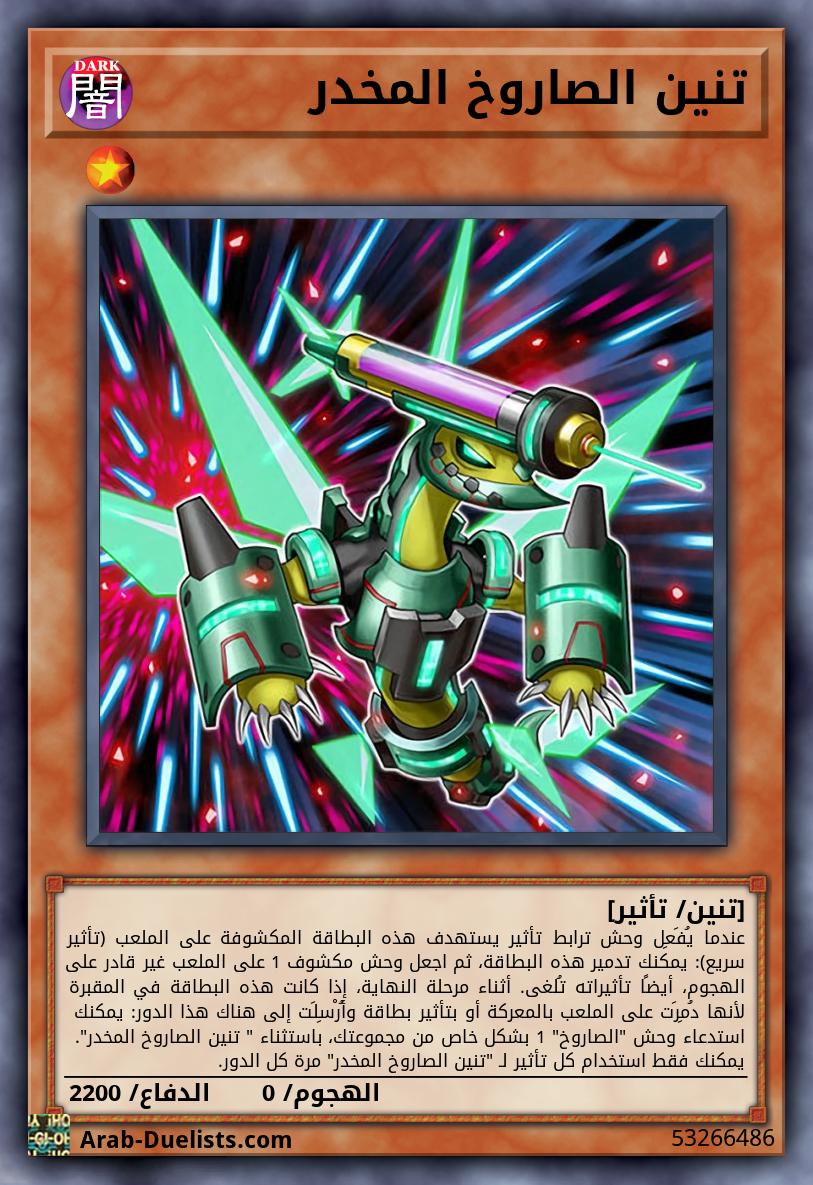 DARK
闇
تنين الصاروخ المخدر
[تنين/ تأثير]
عندما يُفعَل وحش ترابط تأثير يستهدف هذه البطاقة المكشوفة على الملعب (تأثير
سريع): يمكنك تدمير هذه البطاقة، ثم اجعل وحش مكشوف 1 على الملعب غير قادر على
الهجوم، أيضًا تأثيراته تُلغى. أثناء مرحلة النهاية، إذا كانت هذه البطاقة في المقبرة
لأنها دُمِرَت على الملعب بالمعركة أو بتأثير بطاقة وأُرْسِلَت إلى هناك هذا الدور: يمكنك
استدعاء وحش "الصاروخ" 1 بشكل خاص من مجموعتك، باستثناء " تنين الصاروخ المخدر".
يمكنك فقط استخدام كل تأثير لـ "تنين الصاروخ المخدر" مرة كل الدور.
الهجوم/ 0 الدفاع/ 2200
Arab-Duelists.com
53266486